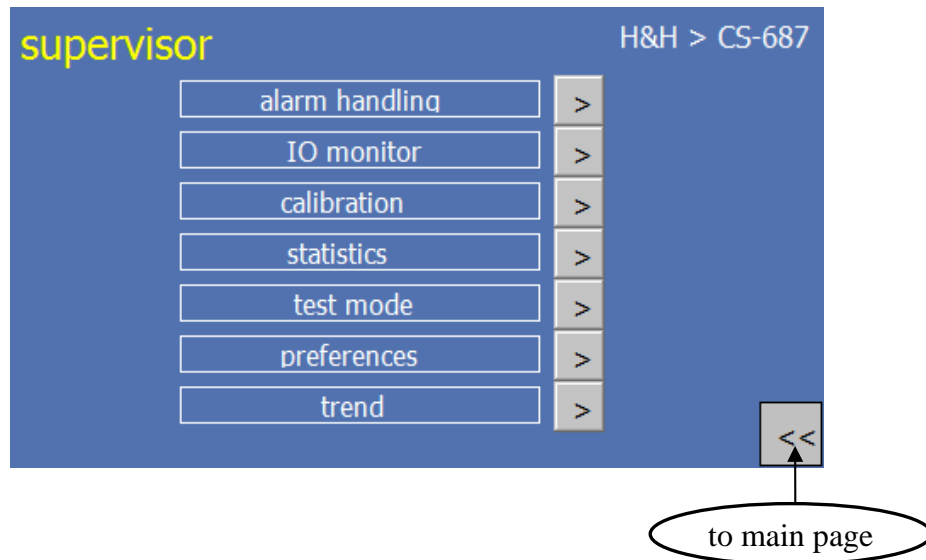 supervisor
H&H > CS-687
alarm handling >
IO monitor >
calibration >
statistics >
test mode >
preferences >
trend >
<<
to main page